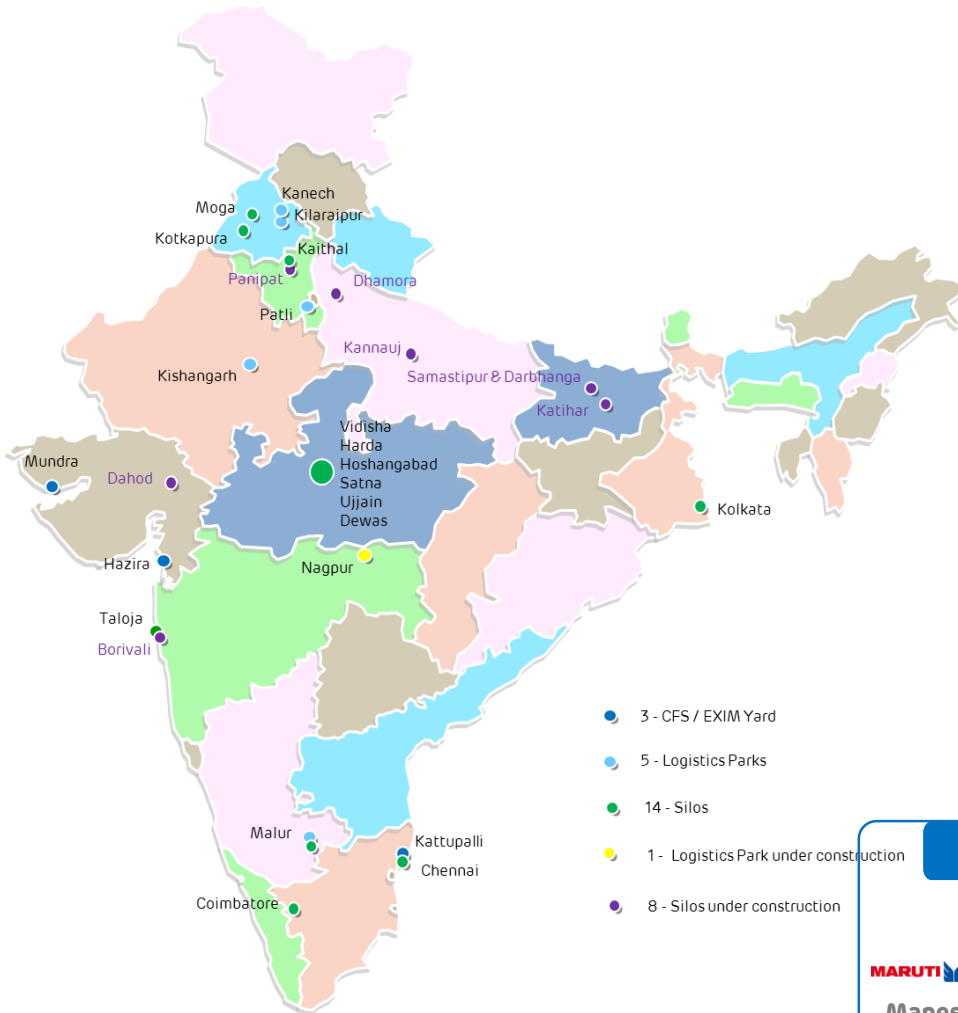 Kanech
Moga
Kilaraipur
Kotkapura
Kaithal
Panipat
Dhamora
Patli
Kannauj
Kishangarh
Samastipur & Darbhanga
Katihar
Vidisha
Harda
Hoshangabad
Satna
Ujjain
Dewas
Mundra
Dahod
Kolkata
Hazira
Nagpur
Taloja
Borivali
3 - CFS / EXIM Yard
5 - Logistics Parks
14 - Silos
1 - Logistics Park under construction
8 - Silos under construction
Malur
Kattupalli
Chennai
Coimbatore
MARUTI